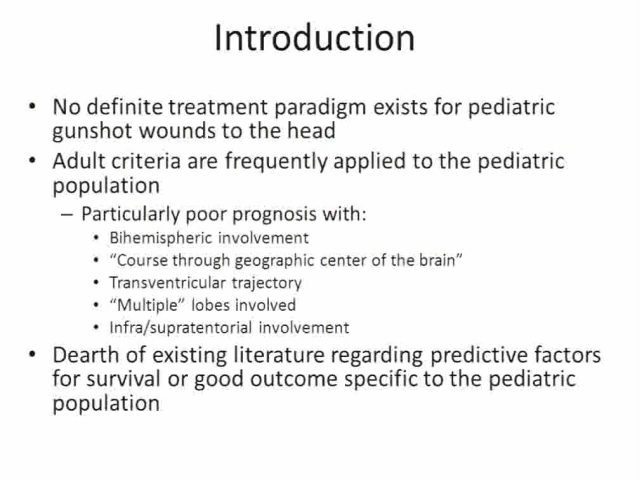 Introduction
• No definite treatment paradigm exists for pediatric
gunshot wounds to the head
• Adult criteria are frequently applied to the pediatric
population
– Particularly poor prognosis with:
• Bihemispheric involvement
• “Course through geographic center of the brain”
• Transventricular trajectory
• “Multiple” lobes involved
• Infra/supratentorial involvement
• Dearth of existing literature regarding predictive factors
for survival or good outcome specific to the pediatric
population